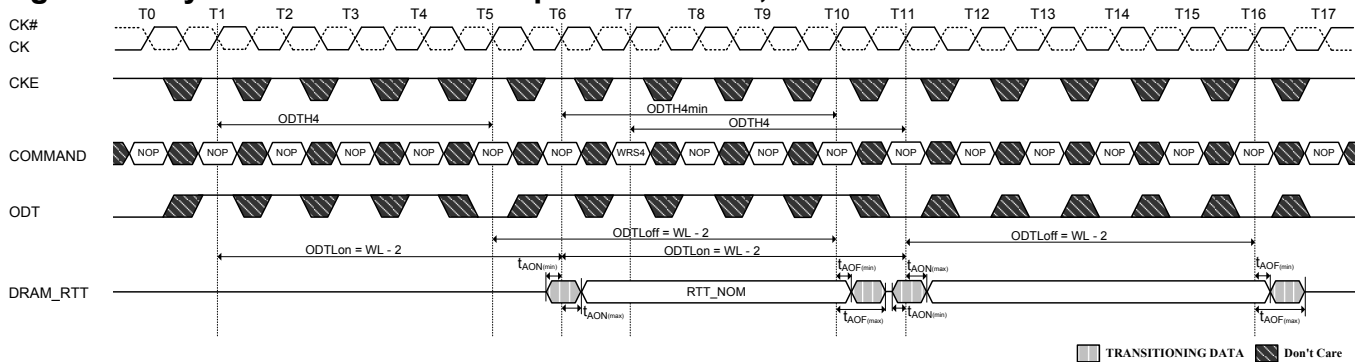 T0 T1 T2 T3 T4 T5 T6 T7 T8 T9 T10 T11 T12 T13 T14 T15 T16 T17
CK#
CK
CKE
ODTH4min
ODTH4
ODTH4
COMMAND NOP NOP NOP NOP NOP NOP NOP WRS4 NOP NOP NOP NOP NOP NOP NOP NOP NOP NOP
ODT
ODTLoff = WL - 2 ODTLoff = WL - 2
ODTLon = WL - 2 ODTLon = WL - 2
tAON(min) tAOF(min) tAON(max) tAOF(min)
DRAM_RTT RTT_NOM
tAON(max) tAOF(max) tAON(min) tAOF(max)
TRANSITIONING DATA Don't Care